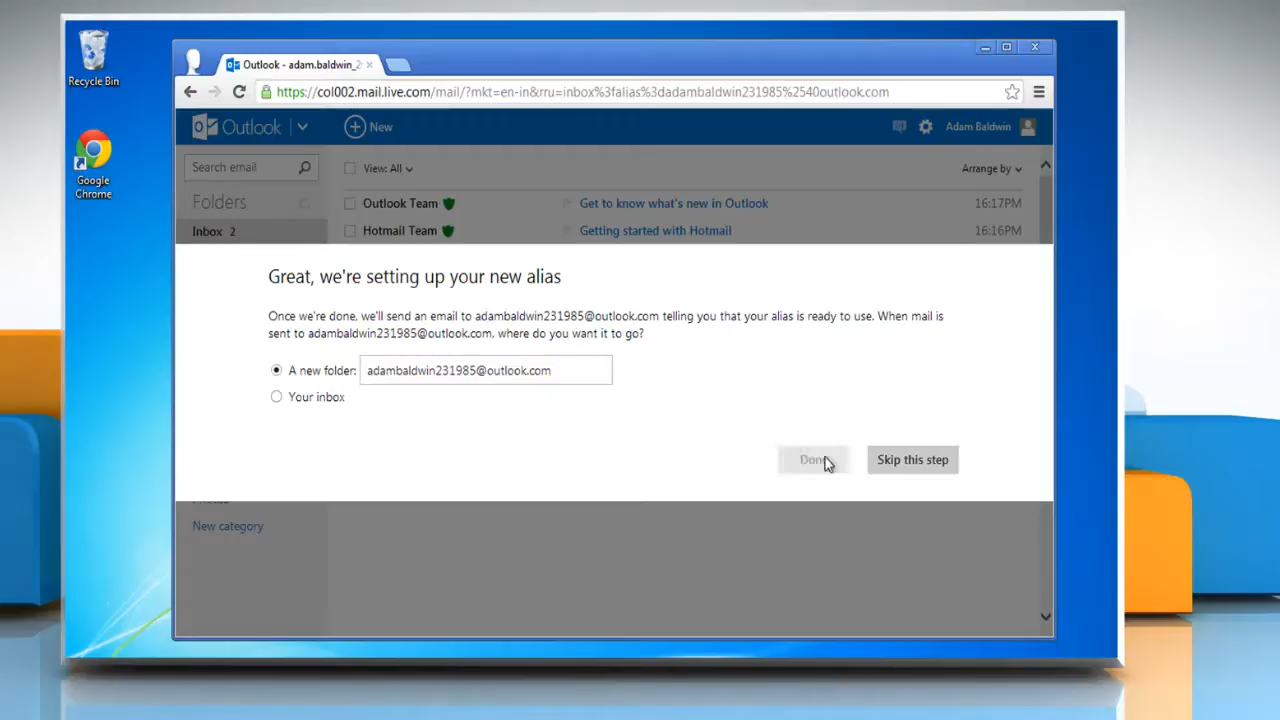 Recycle Bin
Google
Chrome
Outlook - adam.baldwin_2
https://col002.mail.live.com/mail/?mkt=en-in&rru=inbox%3falias%3dadambaldwin231985%2540outlook.com
Outlook New Adam Baldwin
Search email View: All Arrange by
Folders Outlook Team Get to know what's new in Outlook 16:17PM
Inbox 2 Hotmail Team Getting started with Hotmail 16:16PM
Great, we're setting up your new alias
Once we're done, we'll send an email to adambaldwin231985@outlook.com telling you that your alias is ready to use. When mail is
sent to adambaldwin231985@outlook.com, where do you want it to go?
A new folder: adambaldwin231985@outlook.com
Your inbox
Done Skip this step
New category